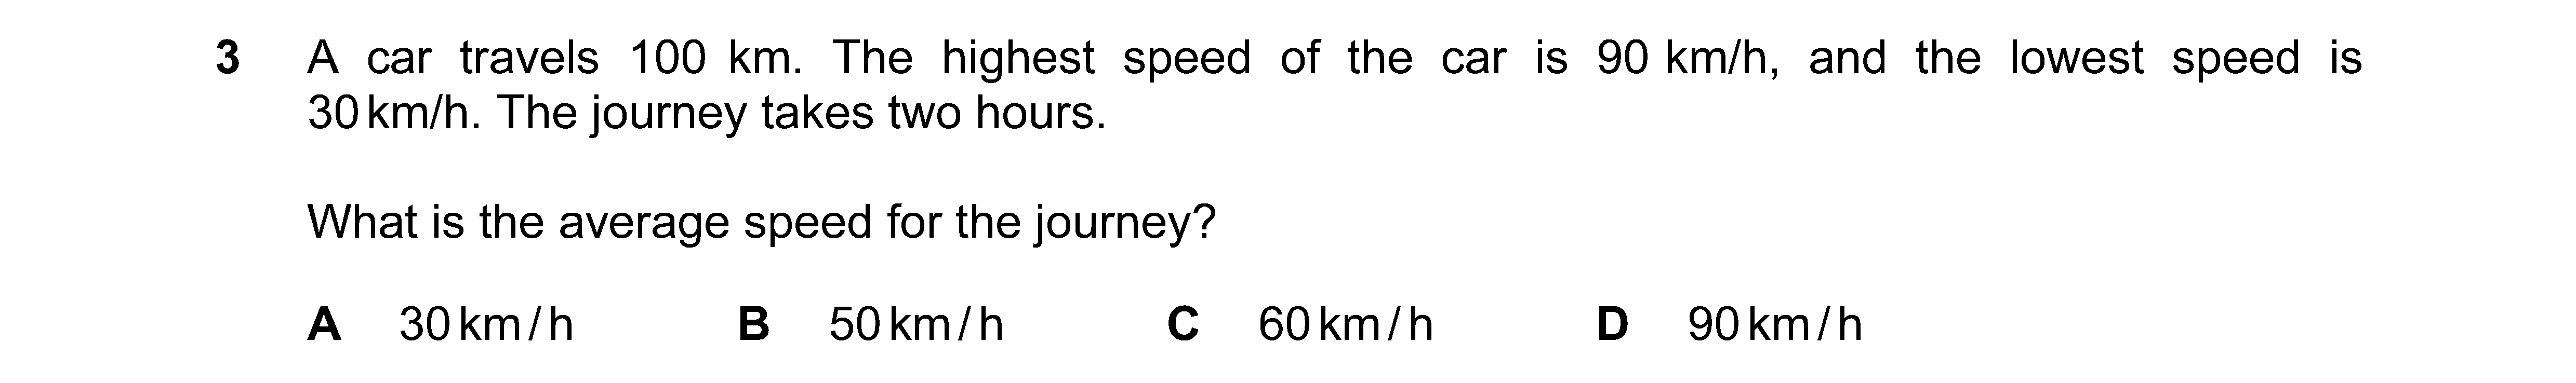 3 A car travels 100 km. The highest speed of the car is 90 km/h, and the lowest speed is
30 km/h. The journey takes two hours.
What is the average speed for the journey?
A 30 km/h B 50 km/h C 60 km/h D 90 km/h